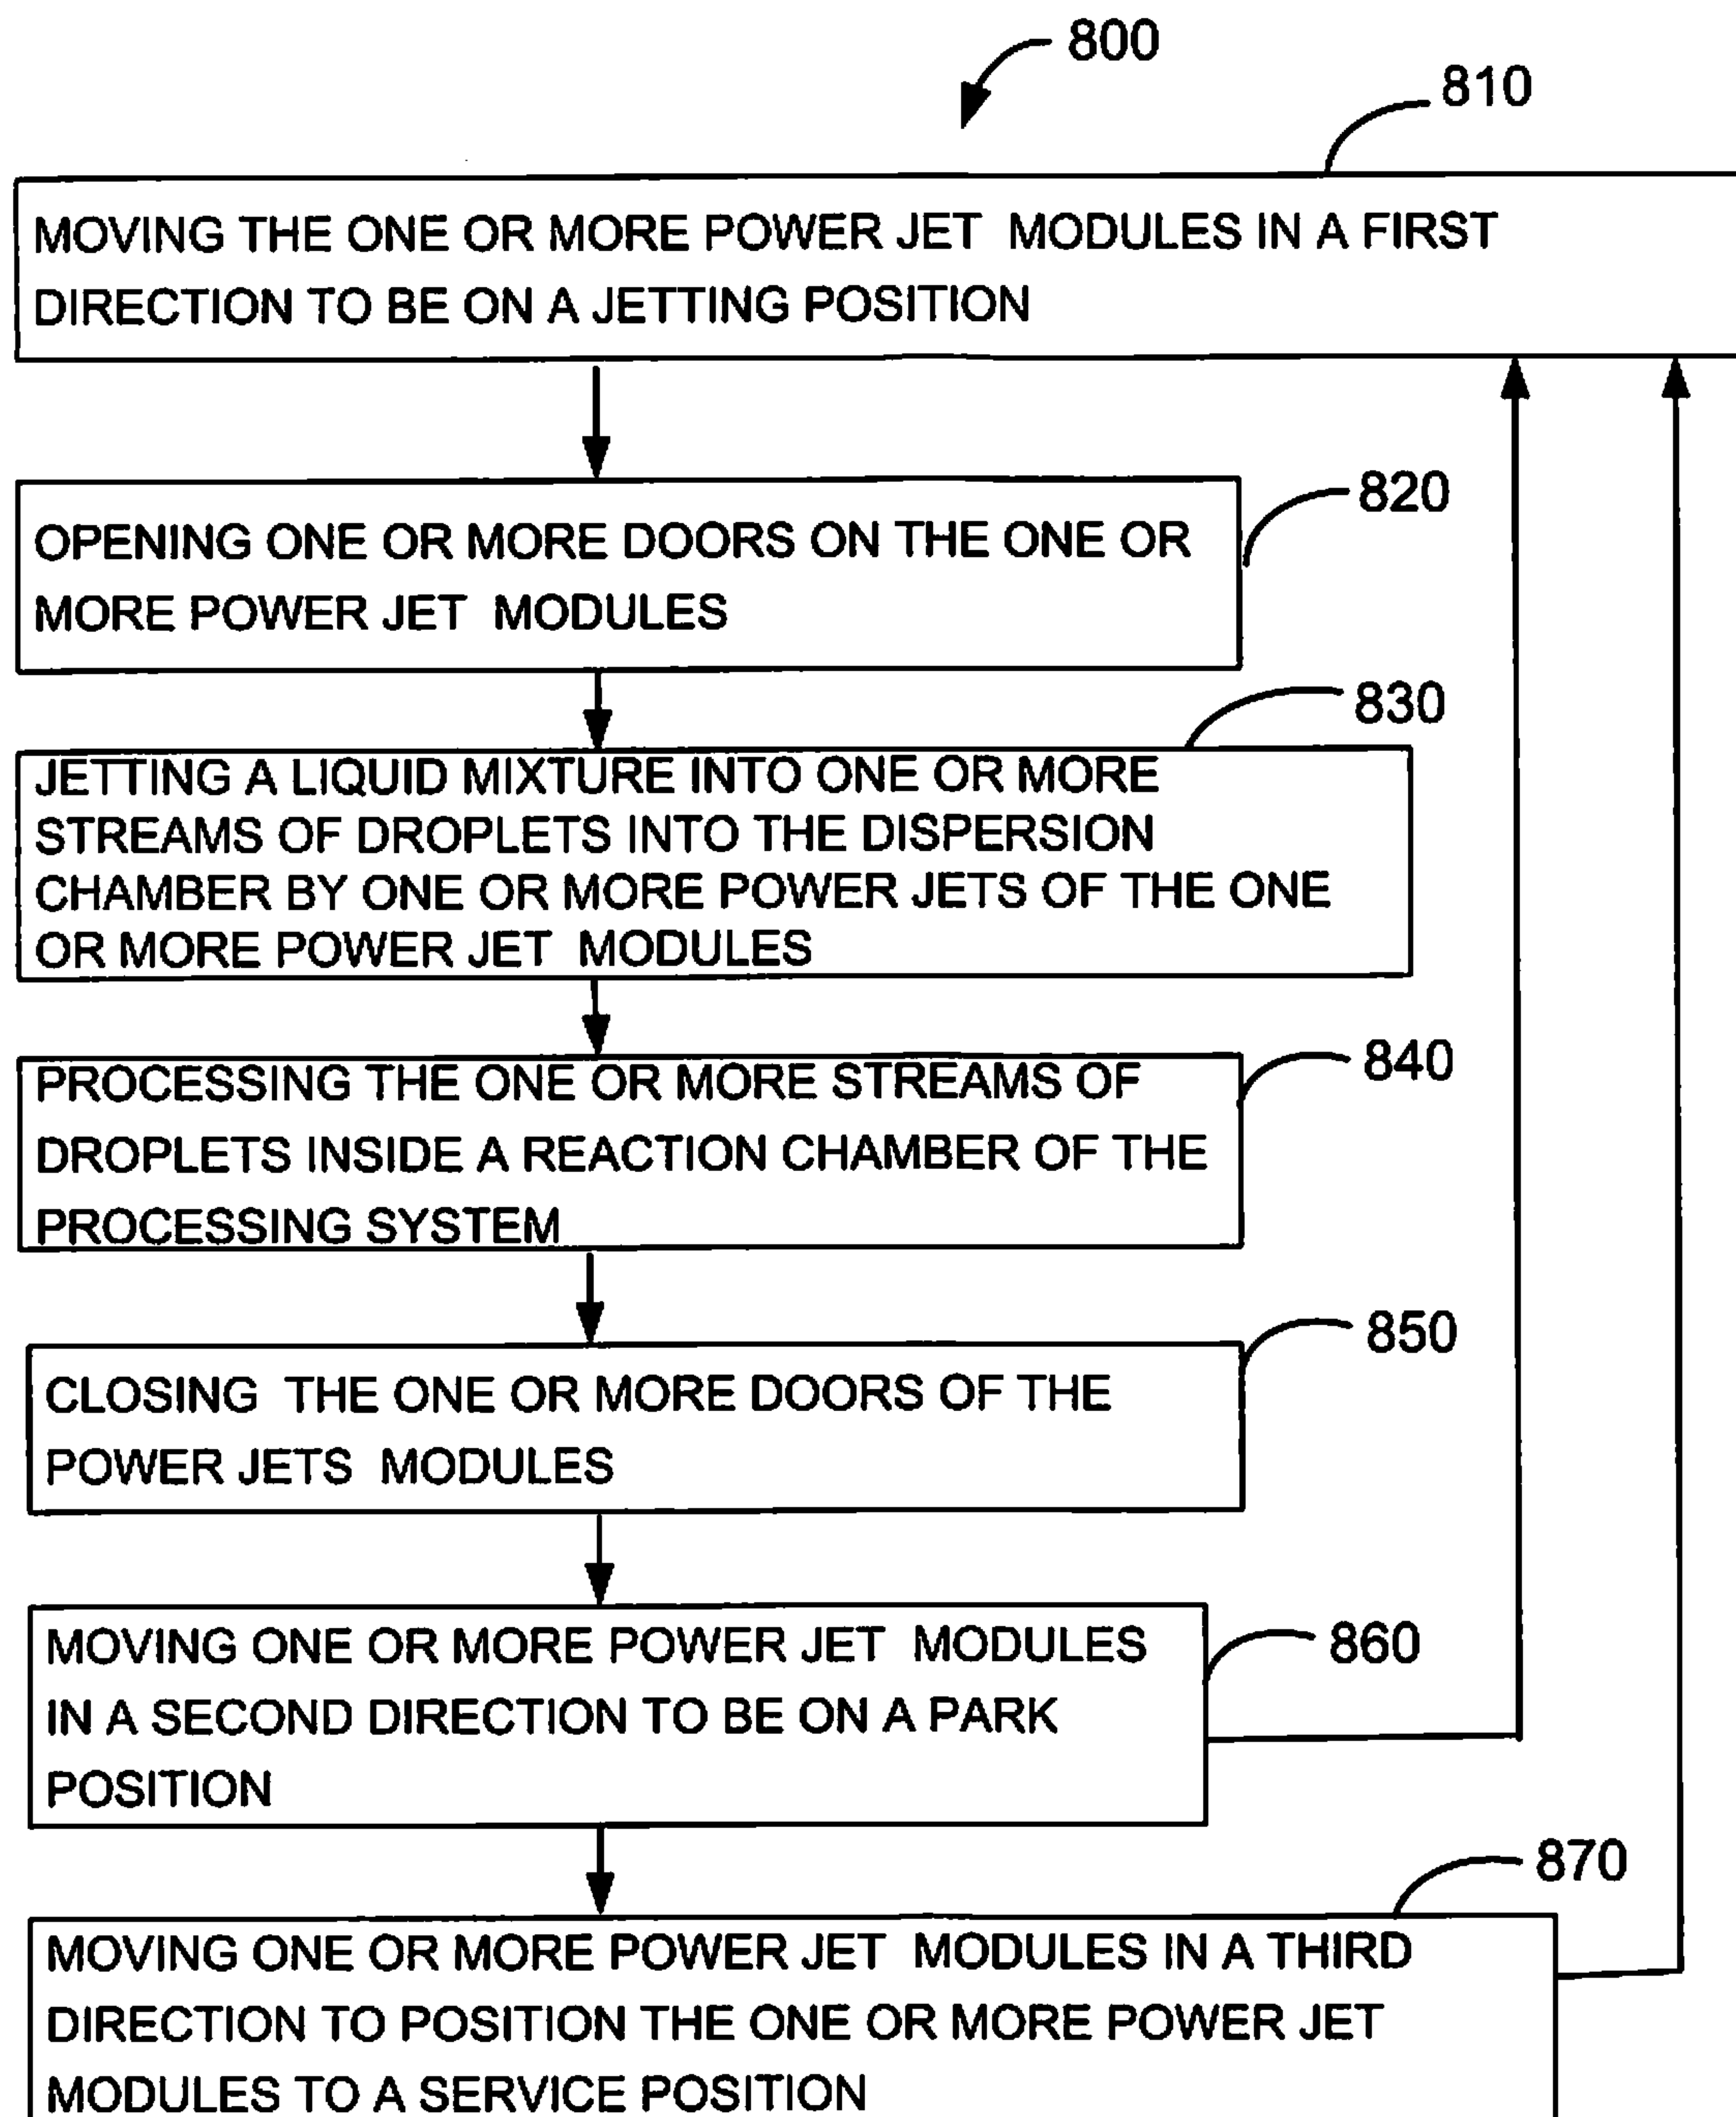 800
810
MOVING THE ONE OR MORE POWER JET MODULES IN A FIRST
DIRECTION TO BE ON A JETTING POSITION
820
OPENING ONE OR MORE DOORS ON THE ONE OR
MORE POWER JET MODULES
830
JETTING A LIQUID MIXTURE INTO ONE OR MORE
STREAMS OF DROPLETS INTO THE DISPERSION
CHAMBER BY ONE OR MORE POWER JETS OF THE ONE
OR MORE POWER JET MODULES
840
PROCESSING THE ONE OR MORE STREAMS OF
DROPLETS INSIDE A REACTION CHAMBER OF THE
PROCESSING SYSTEM
850
CLOSING THE ONE OR MORE DOORS OF THE
POWER JETS MODULES
860
MOVING ONE OR MORE POWER JET MODULES
IN A SECOND DIRECTION TO BE ON A PARK
POSITION
870
MOVING ONE OR MORE POWER JET MODULES IN A THIRD
DIRECTION TO POSITION THE ONE OR MORE POWER JET
MODULES TO A SERVICE POSITION